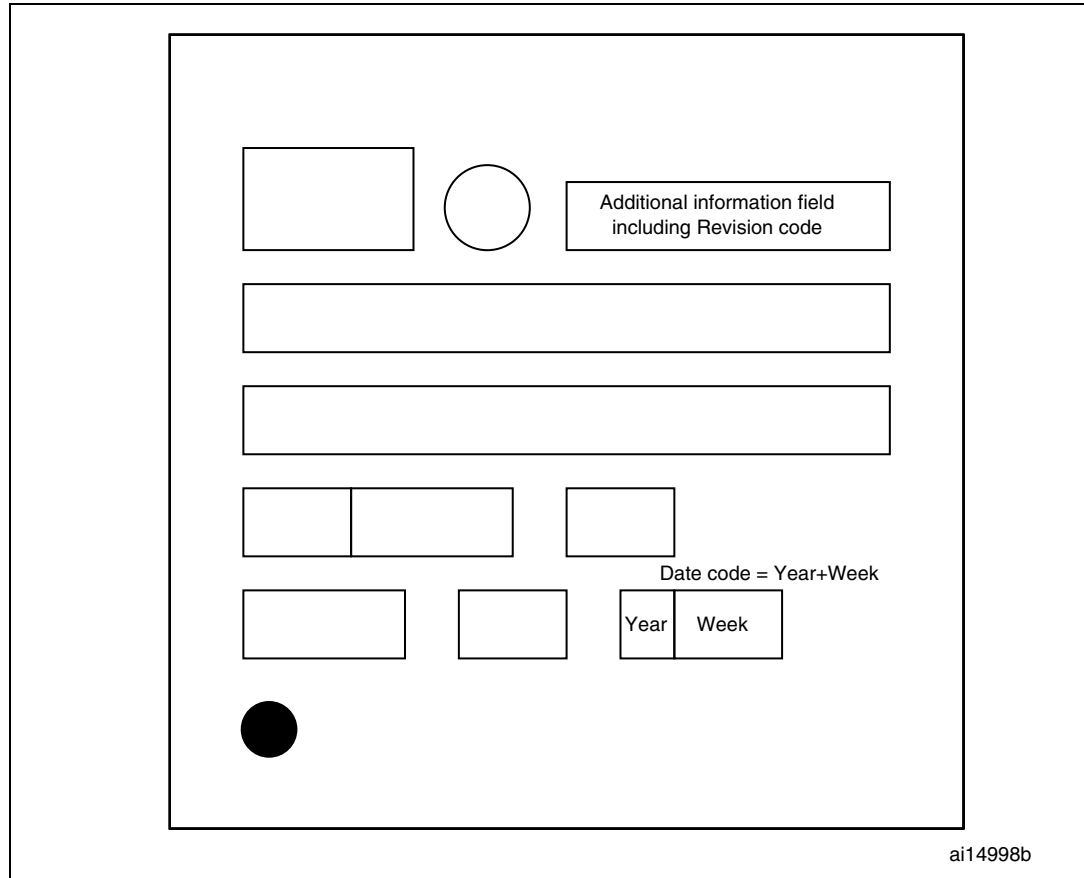 Additional information field
including Revision code
Date code = Year+Week
Year Week
ai14998b